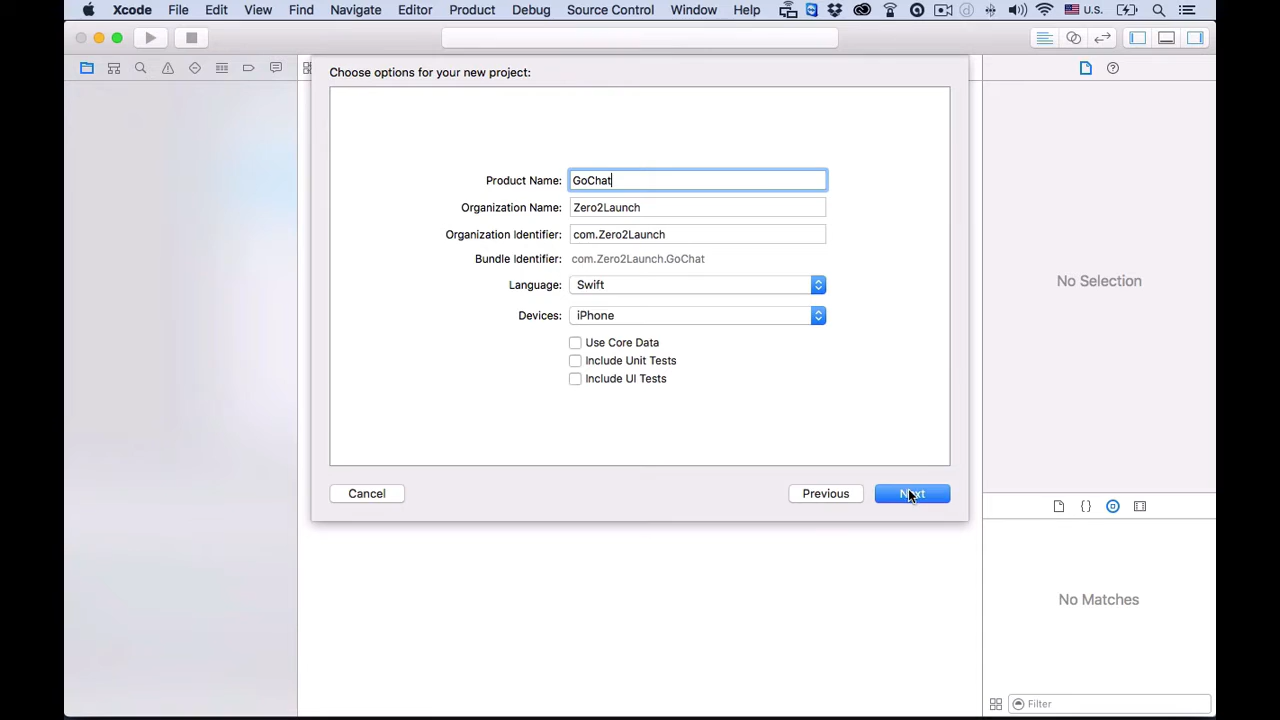 Xcode File Edit View Find Navigate Editor Product Debug Source Control Window Help U.S.
Choose options for your new project:
Product Name: GoChat
Organization Name: Zero2Launch
Organization Identifier: com.Zero2Launch
Bundle Identifier: com.Zero2Launch.GoChat
Language: Swift
Devices: iPhone
Use Core Data
Include Unit Tests
Include UI Tests
Cancel Previous Next
No Selection
No Matches
Filter